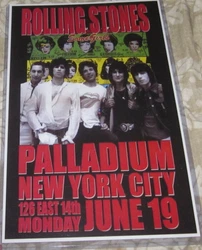 ROLLING STONES
PALLADIUM
NEW YORK CITY
126 EAST 14th
MONDAY JUNE 19